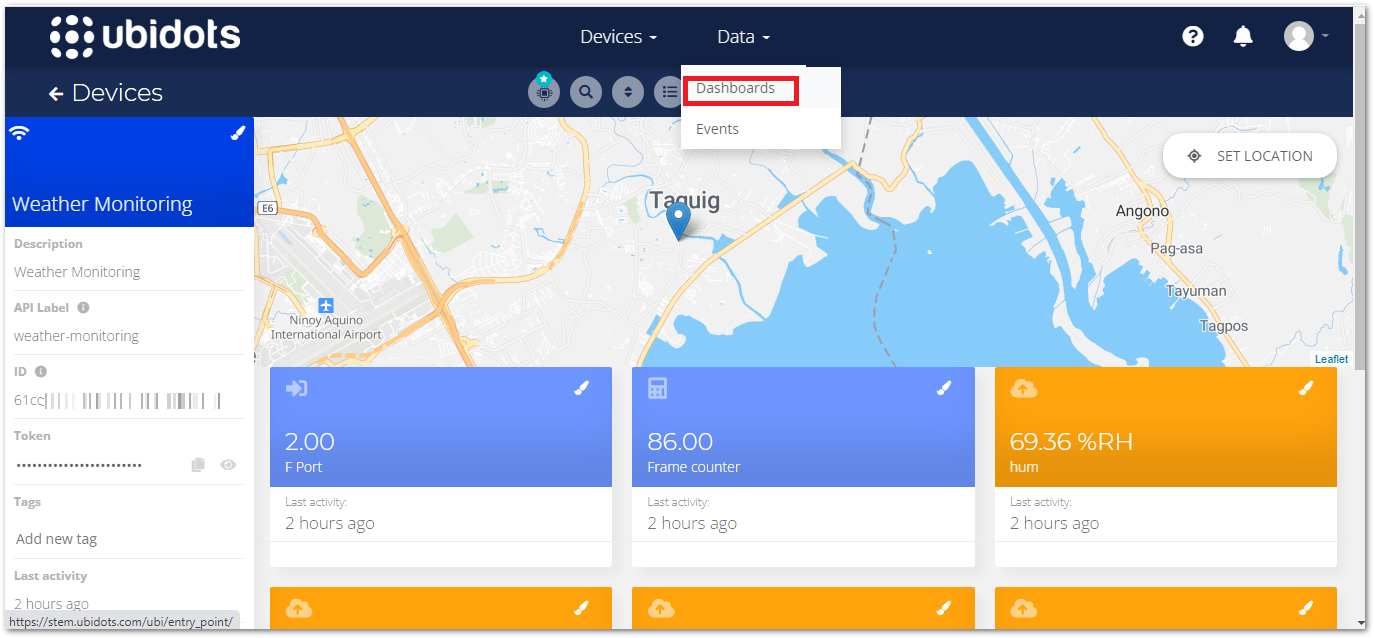 ubidots
Devices
Data
Devices
Dashboards
Events
Weather Monitoring
Description
Weather Monitoring
API Label
weather-monitoring
ID
61cc
Token
••••••••••••••••••••••••
Tags
Add new tag
Last activity
2 hours ago
https://stem.ubidots.com/ubi/entry_point/
SET LOCATION
E6
Taguig
Angono
Pag-asa
Tayuman
Tagpos
Ninoy Aquino
International Airport
Leaflet
2.00
F Port
Last activity:
2 hours ago
86.00
Frame counter
Last activity:
2 hours ago
69.36 %RH
hum
Last activity:
2 hours ago